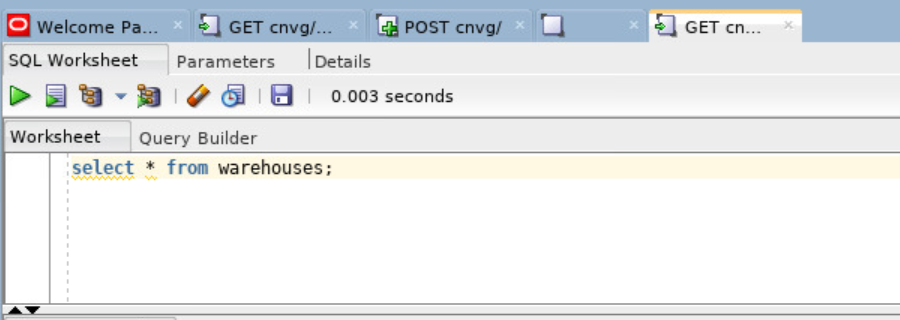 Welcome Pa... GET cnvg/... POST cnvg/ GET cn...
SQL Worksheet Parameters Details
0.003 seconds
Worksheet Query Builder
select * from warehouses;